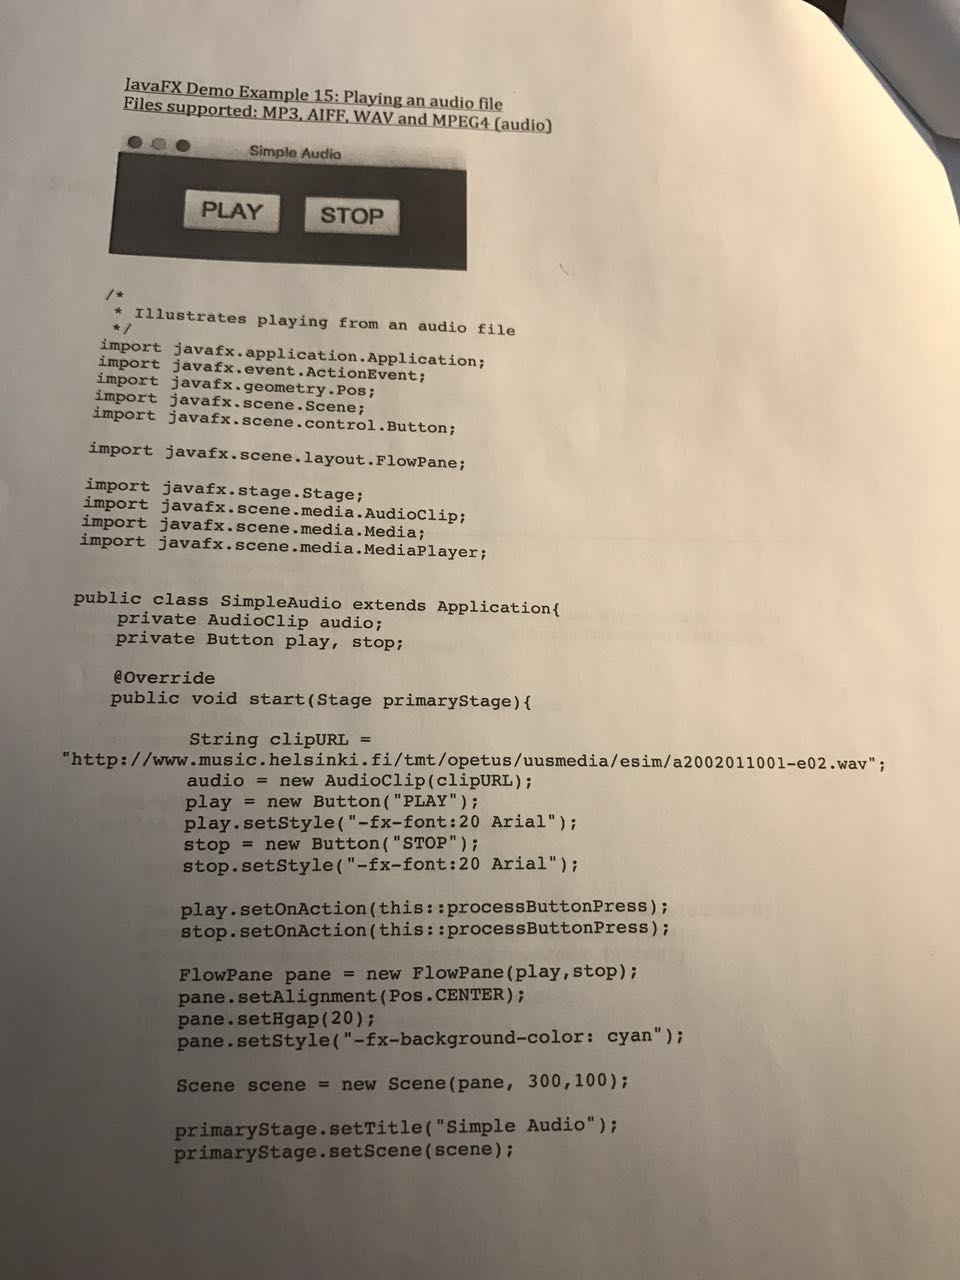 JavaFX Demo Example 15: Playing an audio file
Files supported: MP3, AIFF, WAV and MPEG4 (audio)
Simple Audio
PLAY STOP
/*
* Illustrates playing from an audio file
*/
import javafx.application.Application;
import javafx.event.ActionEvent;
import javafx.geometry.Pos;
import javafx.scene.Scene;
import javafx.scene.control.Button;
import javafx.scene.layout.FlowPane;
import javafx.stage.Stage;
import javafx.scene.media.AudioClip;
import javafx.scene.media.Media;
import javafx.scene.media.MediaPlayer;
public class SimpleAudio extends Application{
private AudioClip audio;
private Button play, stop;
@Override
public void start(Stage primaryStage){
String clipURL =
"http://www.music.helsinki.fi/tmt/opetus/uusmedia/esim/a2002011001-e02.wav";
audio = new AudioClip(clipURL);
play = new Button("PLAY");
play.setStyle("-fx-font:20 Arial");
stop = new Button("STOP");
stop.setStyle("-fx-font:20 Arial");
play.setOnAction(this::processButtonPress);
stop.setOnAction(this::processButtonPress);
FlowPane pane = new FlowPane(play,stop);
pane.setAlignment(Pos.CENTER);
pane.setHgap(20);
pane.setStyle("-fx-background-color: cyan");
Scene scene = new Scene(pane, 300,100);
primaryStage.setTitle("Simple Audio");
primaryStage.setScene(scene);